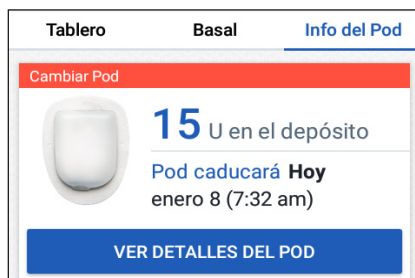 Tablero Basal Info del Pod
Cambiar Pod
15 U en el depósito
Pod caducará Hoy
enero 8 (7:32 am)
VER DETALLES DEL POD